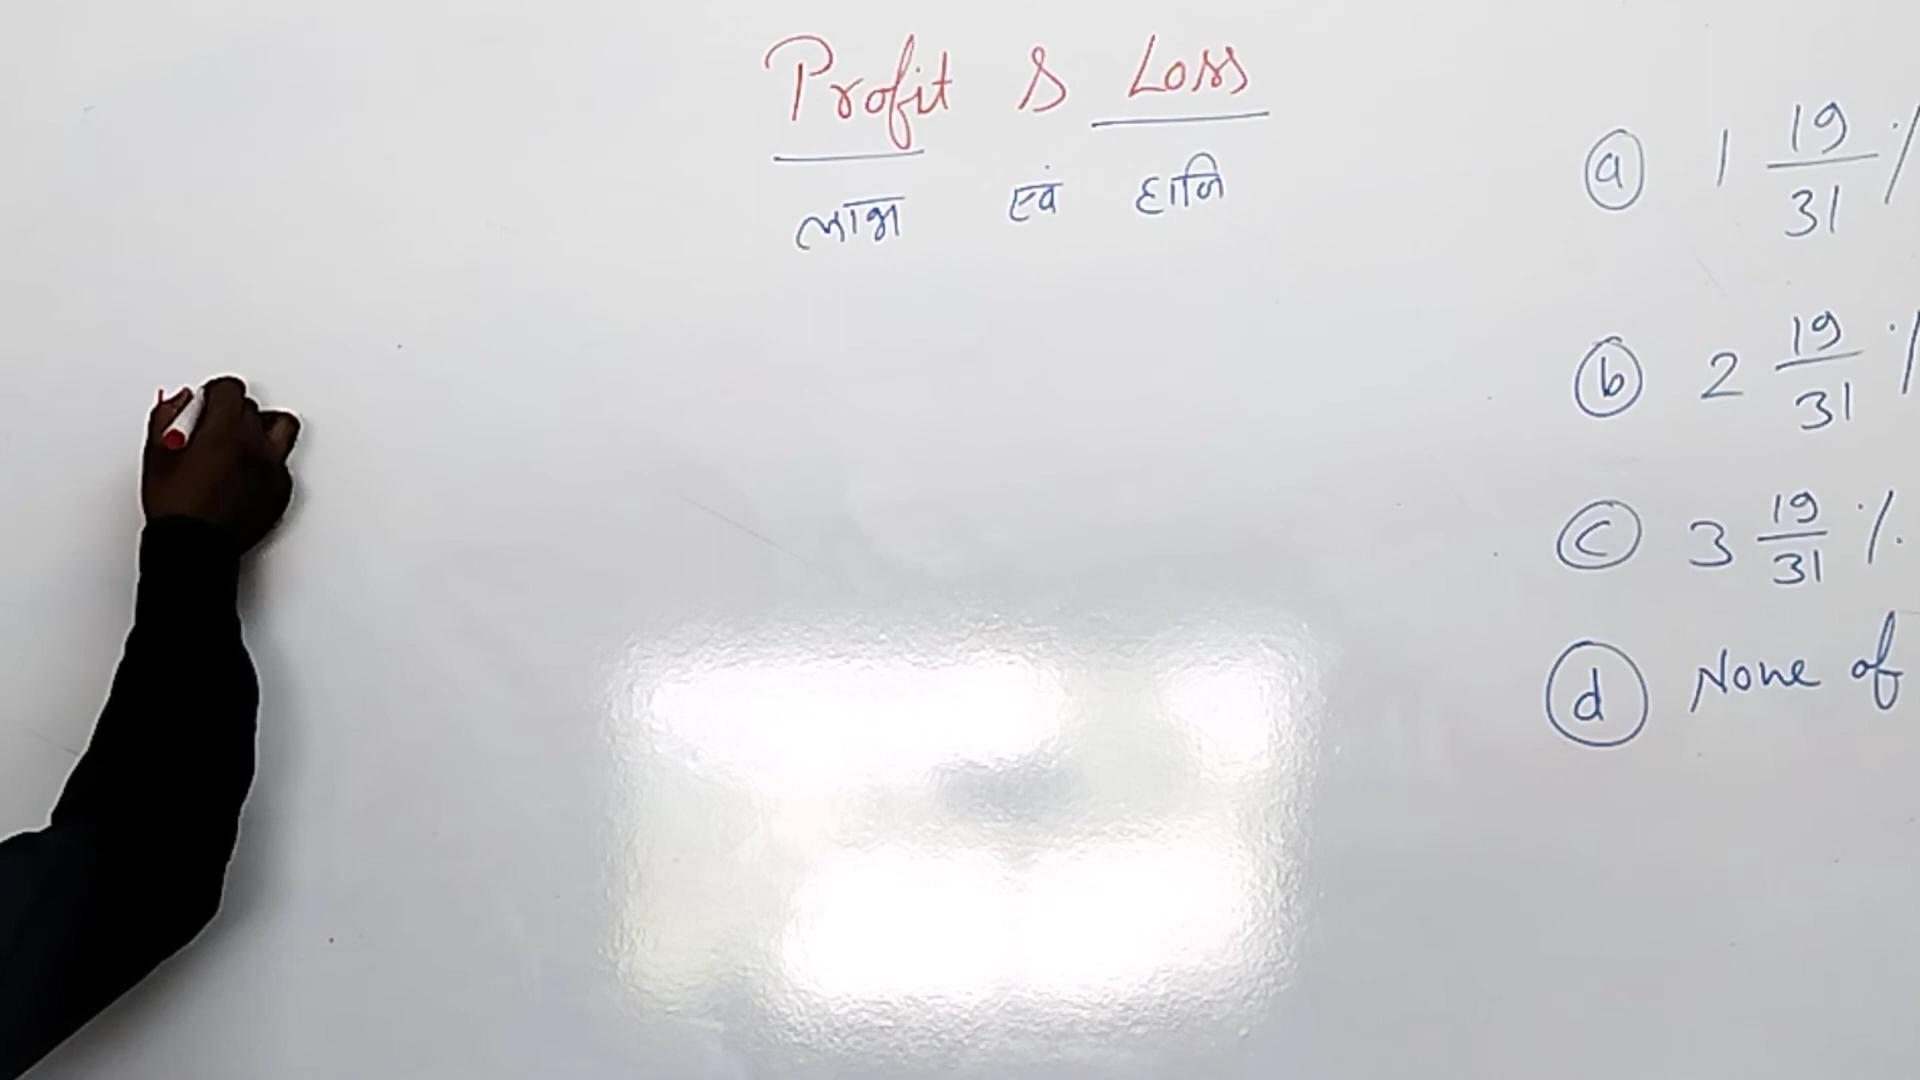 Profit & Loss
लाभ एवं हानि
(a) 1 19/31 %
(b) 2 19/31 %
(c) 3 19/31 %
(d) None of